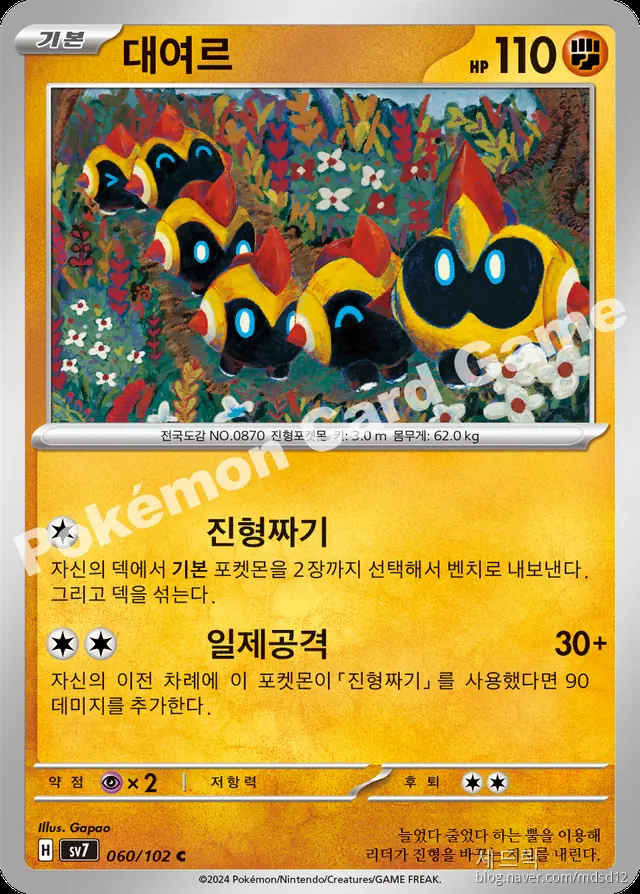 기본 대여르 HP 110
전국도감 NO.0870 진형포켓몬 키: 3.0 m 몸무게: 62.0 kg
Pokémon Card Game
진형짜기
자신의 덱에서 기본 포켓몬을 2장까지 선택해서 벤치로 내보낸다.
그리고 덱을 섞는다.
일제공격 30+
자신의 이전 차례에 이 포켓몬이 「진형짜기」를 사용했다면 90
데미지를 추가한다.
약점 ×2 저항력 후퇴
Illus. Gapao
H sv7 060/102 C
늘었다 줄었다 하는 뿔을 이용해
리더가 진형을 바꾸는 지시를 내린다.
세드릭
blog.naver.com/mdsd12
©2024 Pokémon/Nintendo/Creatures/GAME FREAK.